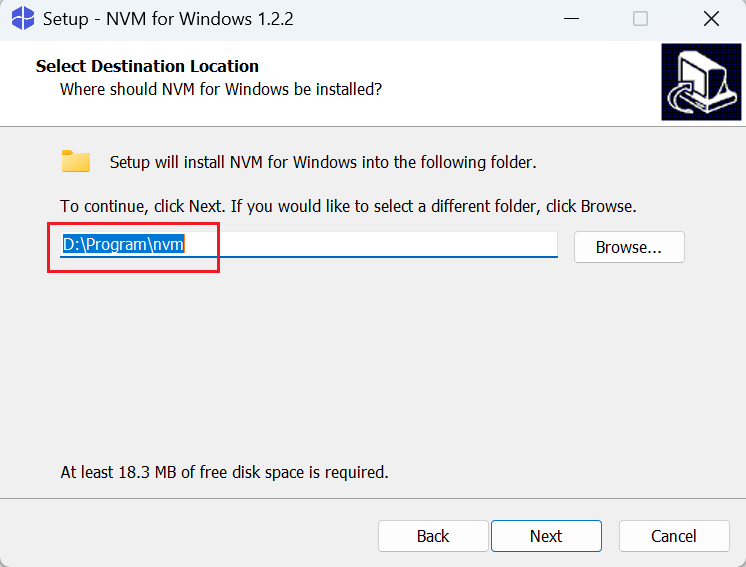 Setup - NVM for Windows 1.2.2
Select Destination Location
Where should NVM for Windows be installed?
Setup will install NVM for Windows into the following folder.
To continue, click Next. If you would like to select a different folder, click Browse.
D:\Program\nvm
Browse...
At least 18.3 MB of free disk space is required.
Back
Next
Cancel